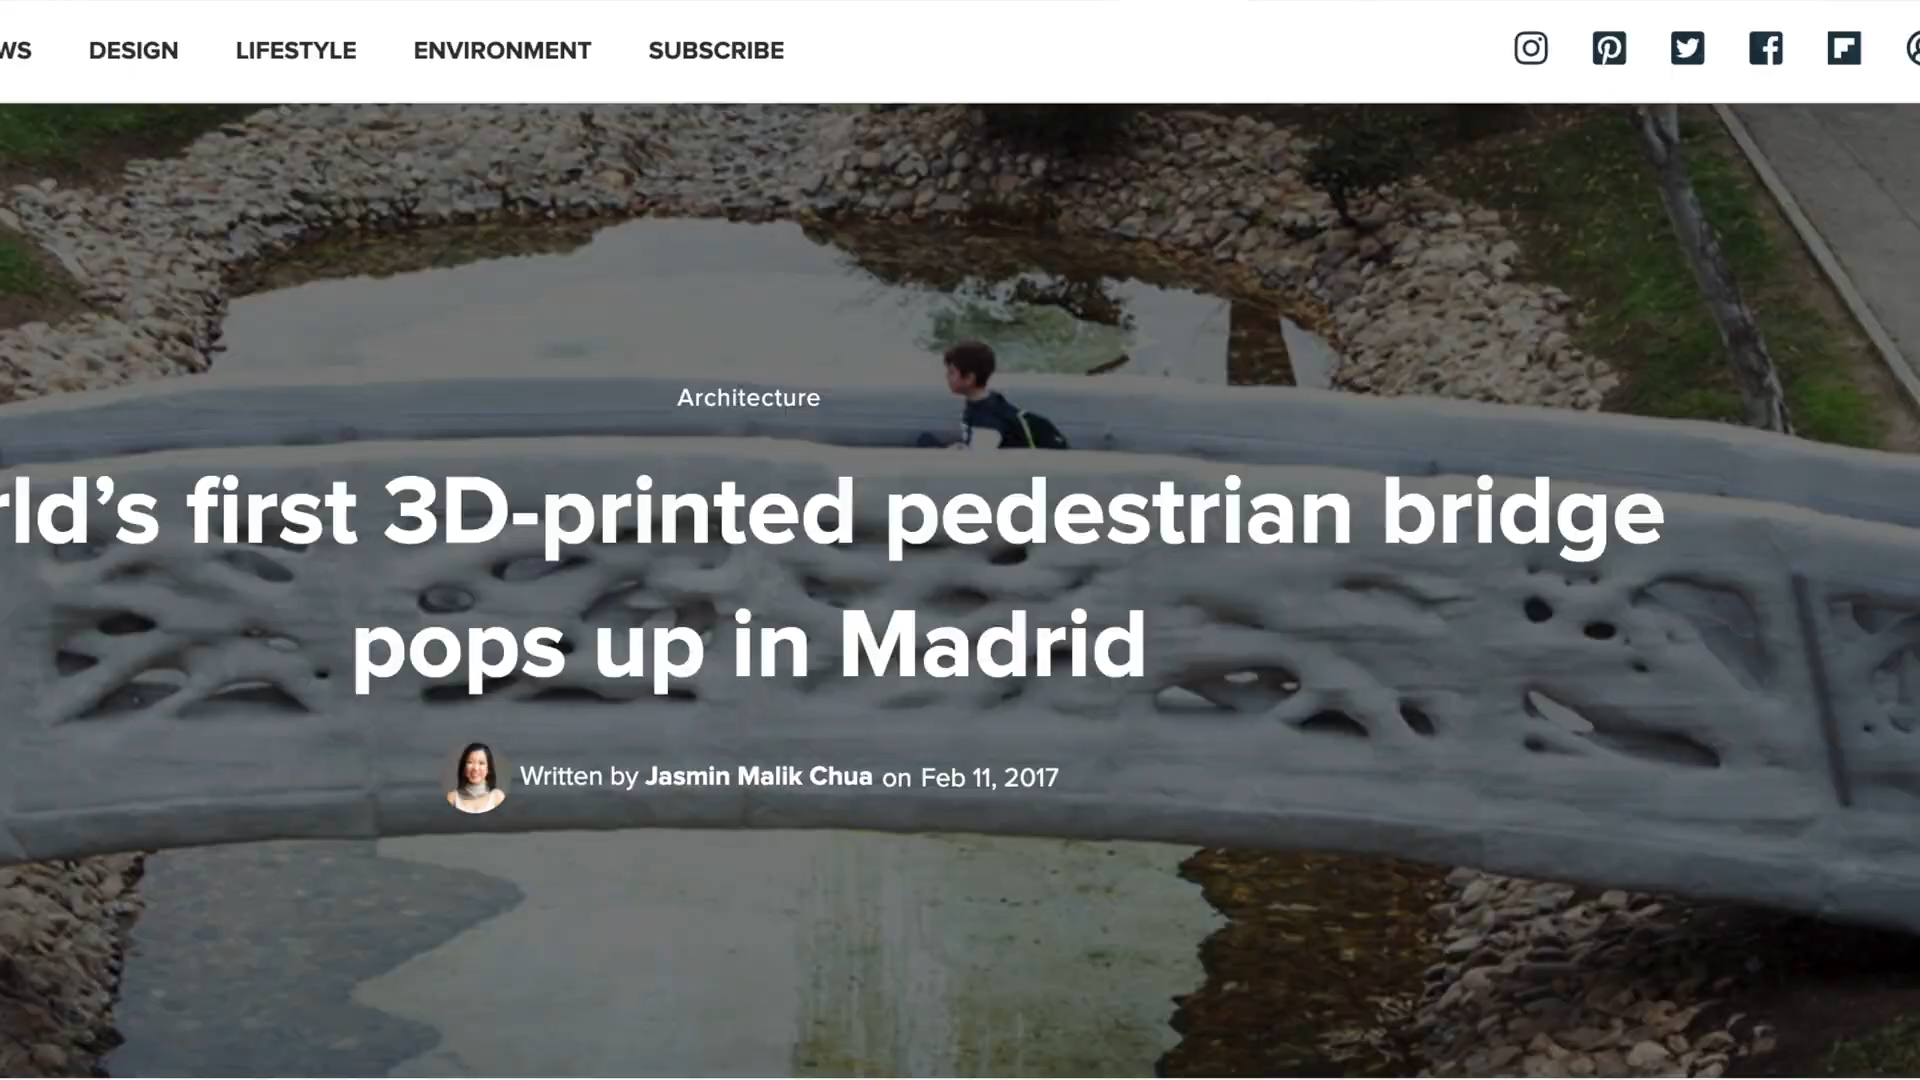 WS DESIGN LIFESTYLE ENVIRONMENT SUBSCRIBE
Architecture
rld’s first 3D-printed pedestrian bridge
pops up in Madrid
Written by Jasmin Malik Chua on Feb 11, 2017